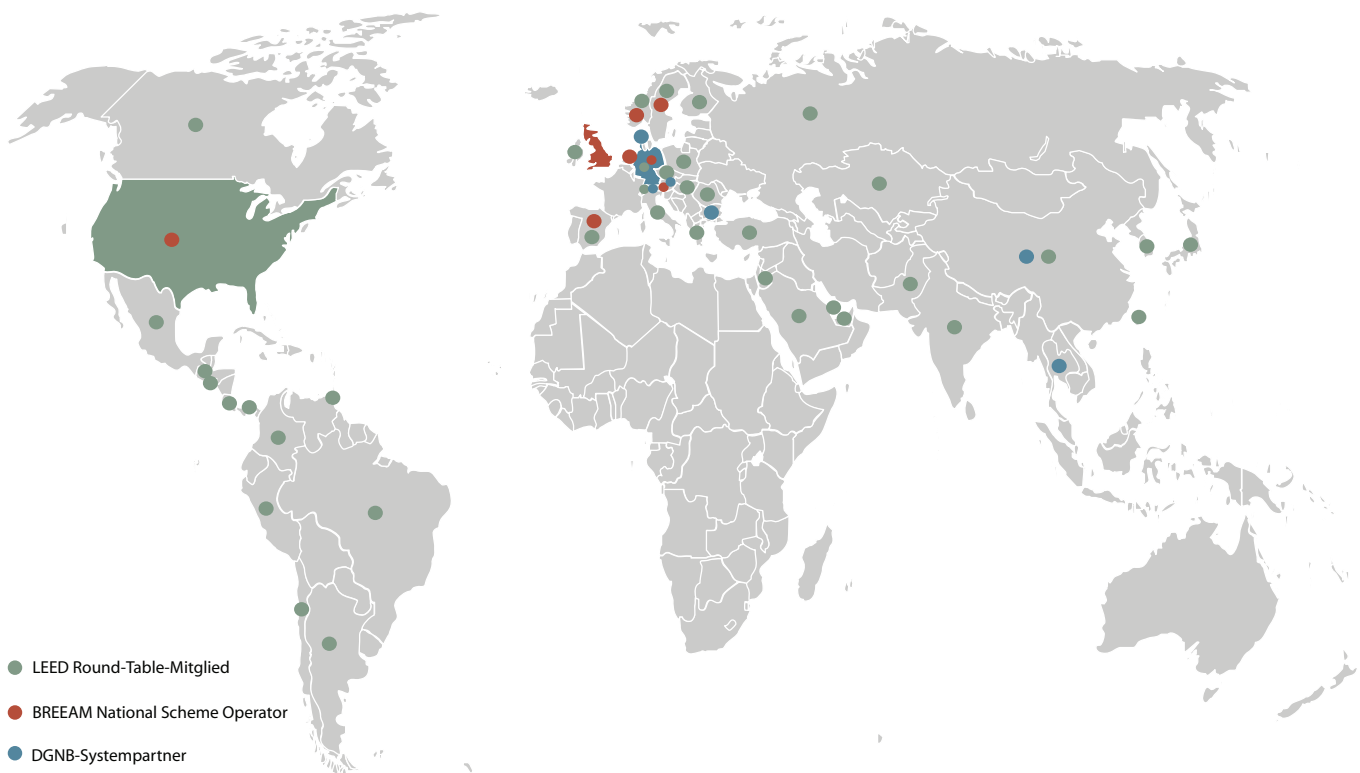 LEED Round-Table-Mitglied
BREEAM National Scheme Operator
DGNB-Systempartner